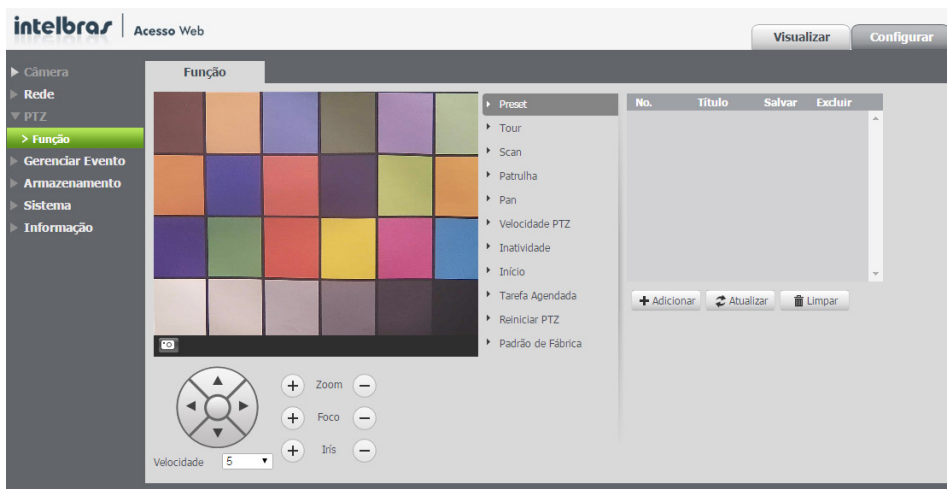 intelbras Acesso Web
Visualizar
Configurar
Câmera
Rede
PTZ
> Função
Gerenciar Evento
Armazenamento
Sistema
Informação
Função
Preset
Tour
Scan
Patrulha
Pan
Velocidade PTZ
Inatividade
Início
Tarefa Agendada
Reiniciar PTZ
Padrão de Fábrica
No. Título Salvar Excluir
Adicionar Atualizar Limpar
+ Zoom −
+ Foco −
+ Irís −
Velocidade 5